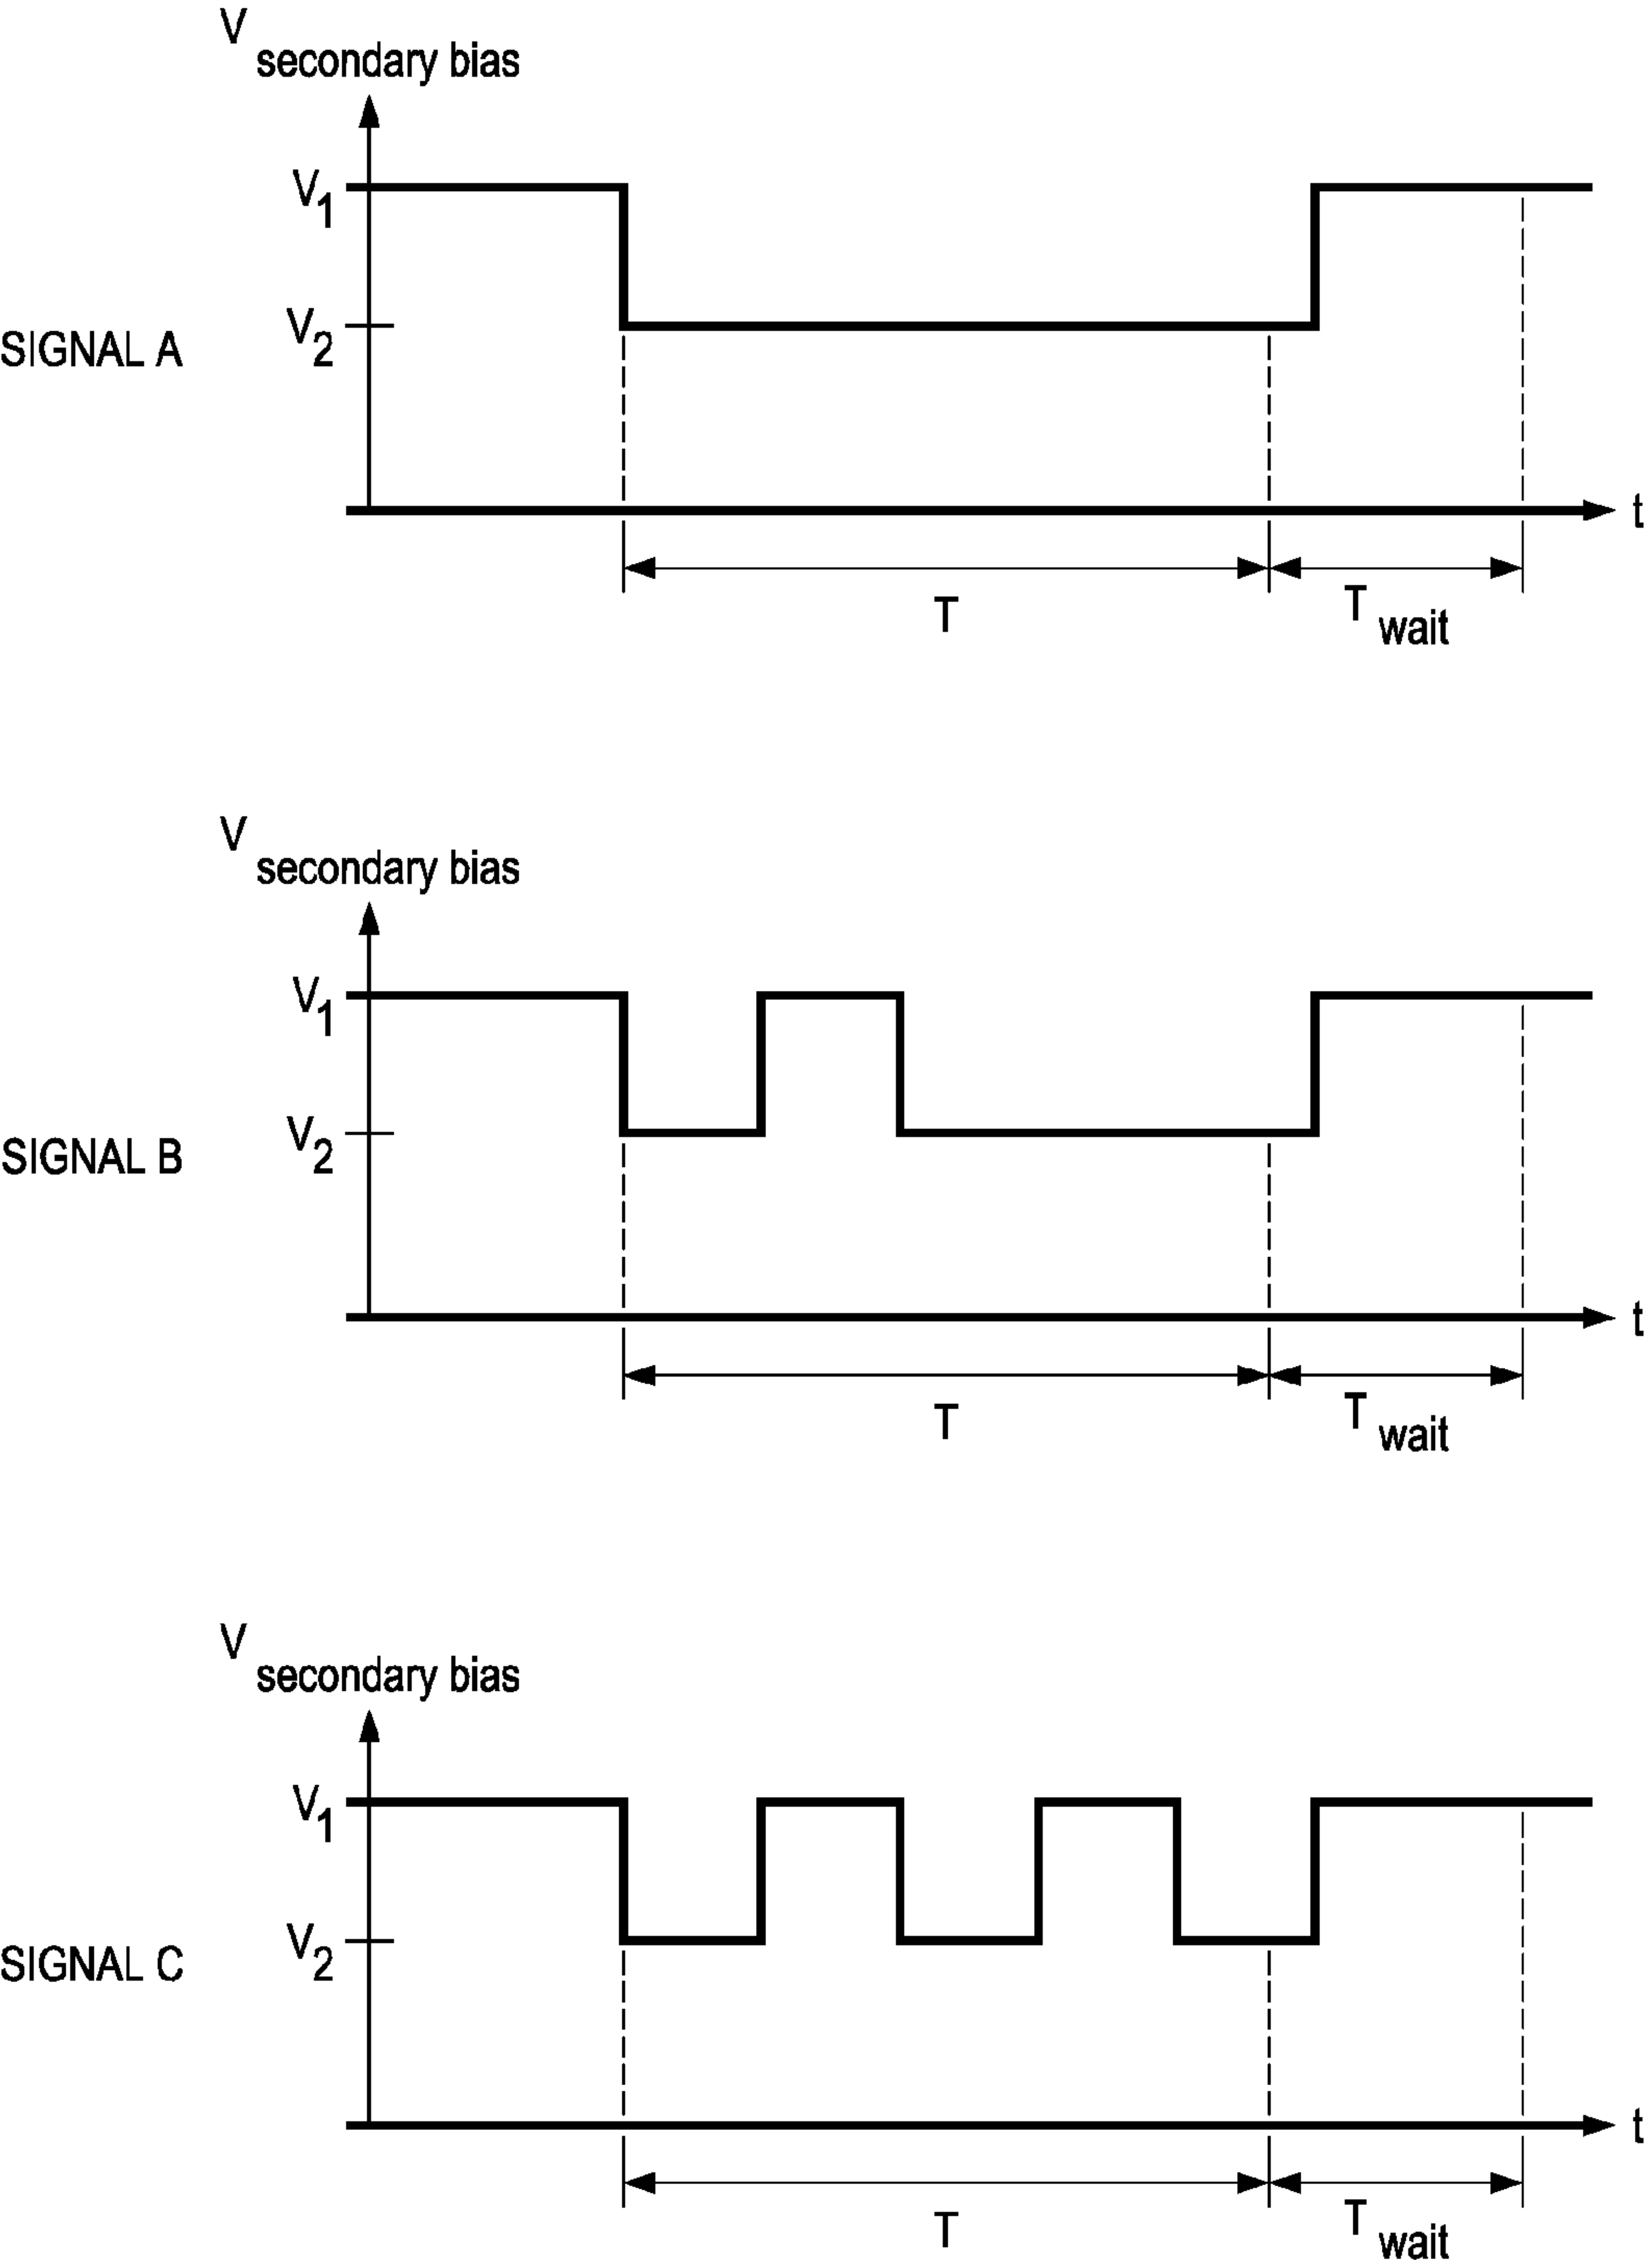 V secondary bias
V1
SIGNAL A
V2
t
T
T wait
V secondary bias
V1
SIGNAL B
V2
t
T
T wait
V secondary bias
V1
SIGNAL C
V2
t
T
T wait